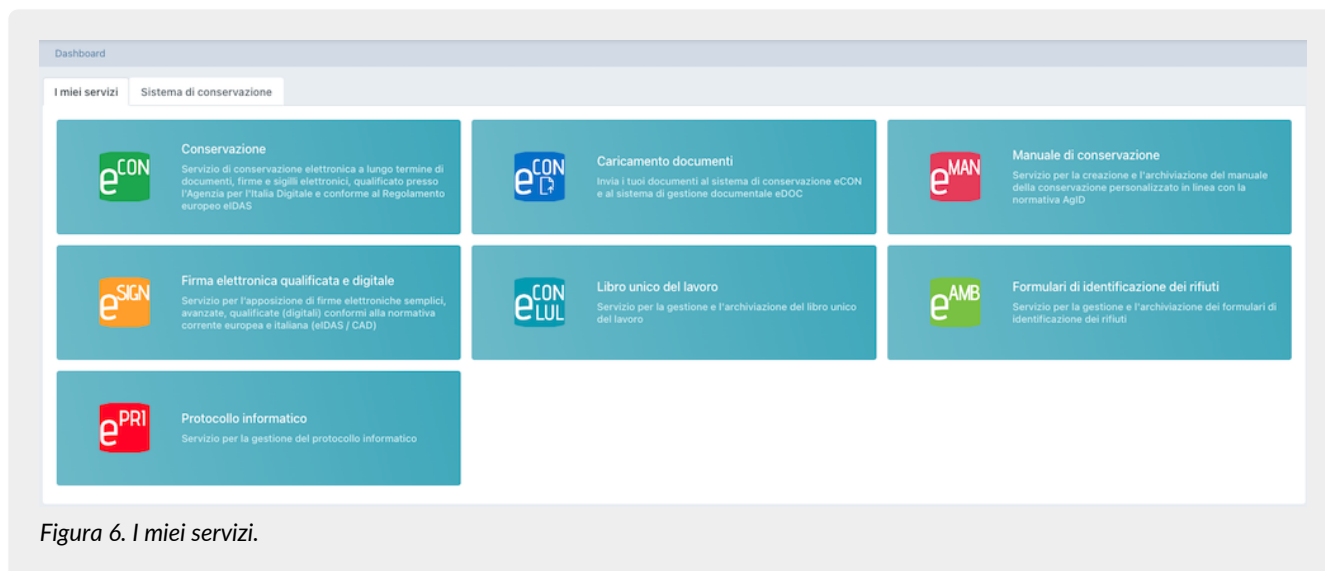 Dashboard
I miei servizi
Sistema di conservazione
eCON
Conservazione
Servizio di conservazione elettronica a lungo termine di
documenti, firme e sigilli elettronici, qualificato presso
l'Agenzia per l'Italia Digitale e conforme al Regolamento
europeo eIDAS
eCON
Caricamento documenti
Invia i tuoi documenti al sistema di conservazione eCON
e al sistema di gestione documentale eDOC
eMAN
Manuale di conservazione
Servizio per la creazione e l'archiviazione del manuale
della conservazione personalizzato in linea con la
normativa AgID
eSIGN
Firma elettronica qualificata e digitale
Servizio per l'apposizione di firme elettroniche semplici,
avanzate, qualificate (digitali) conformi alla normativa
corrente europea e italiana (eIDAS / CAD)
eCON
LUL
Libro unico del lavoro
Servizio per la gestione e l'archiviazione del libro unico
del lavoro
eAMB
Formulari di identificazione dei rifiuti
Servizio per la gestione e l'archiviazione dei formulari di
identificazione dei rifiuti
ePRI
Protocollo informatico
Servizio per la gestione del protocollo informatico
Figura 6. I miei servizi.